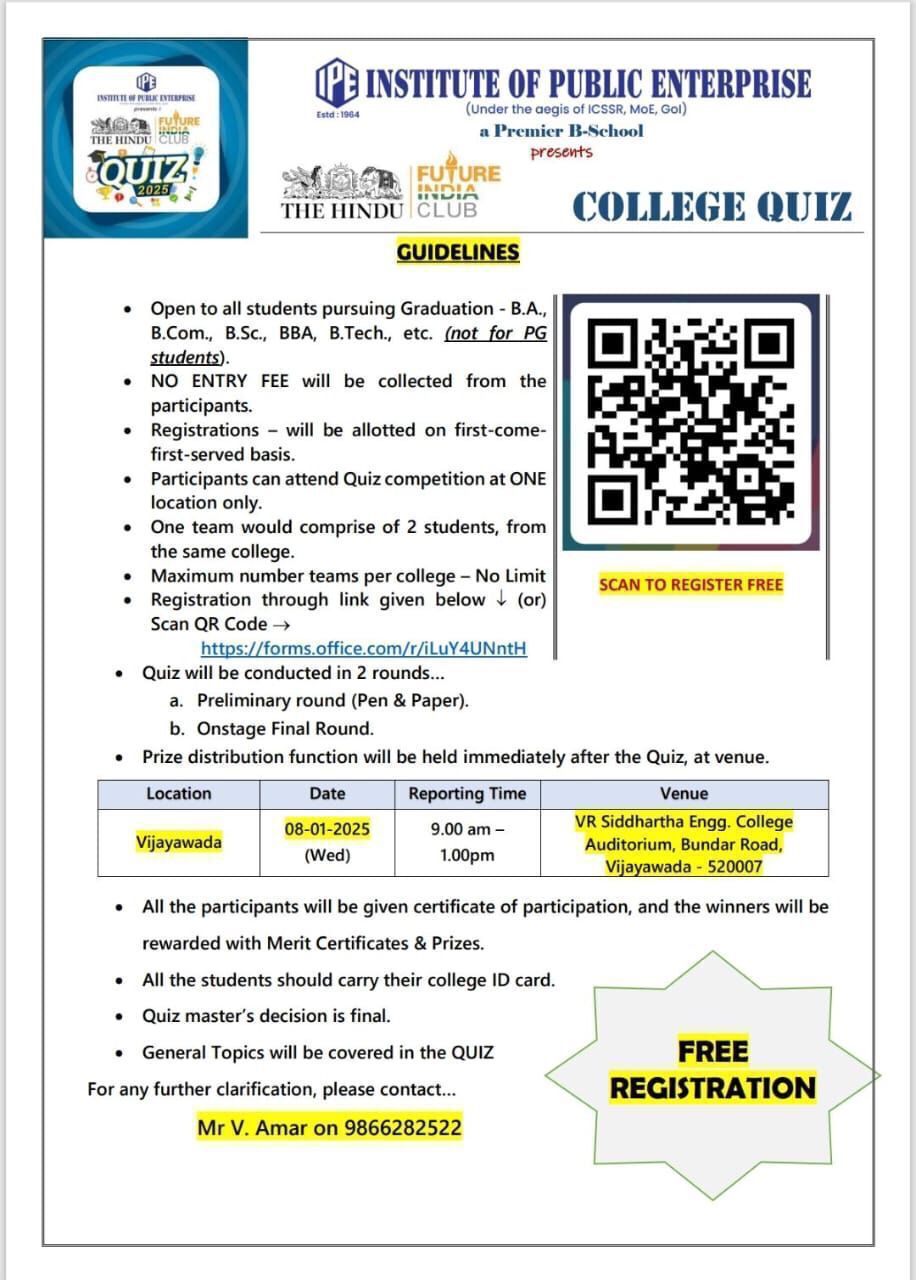 IPE
INSTITUTE OF PUBLIC ENTERPRISE
presents :
THE HINDU
FUTURE
INDIA
CLUB
QUIZ
2025
IPE INSTITUTE OF PUBLIC ENTERPRISE
Estd : 1964
(Under the aegis of ICSSR, MoE, GoI)
a Premier B-School
presents
THE HINDU
FUTURE
INDIA
CLUB
COLLEGE QUIZ
GUIDELINES
• Open to all students pursuing Graduation - B.A.,
B.Com., B.Sc., BBA, B.Tech., etc. (not for PG
students).
• NO ENTRY FEE will be collected from the
participants.
• Registrations – will be allotted on first-come-
first-served basis.
• Participants can attend Quiz competition at ONE
location only.
• One team would comprise of 2 students, from
the same college.
• Maximum number teams per college – No Limit
• Registration through link given below ↓ (or)
Scan QR Code →
https://forms.office.com/r/iLuY4UNntH
SCAN TO REGISTER FREE
• Quiz will be conducted in 2 rounds...
a. Preliminary round (Pen & Paper).
b. Onstage Final Round.
• Prize distribution function will be held immediately after the Quiz, at venue.
Location Date Reporting Time Venue
Vijayawada
08-01-2025
(Wed)
9.00 am –
1.00pm
VR Siddhartha Engg. College
Auditorium, Bundar Road,
Vijayawada - 520007
• All the participants will be given certificate of participation, and the winners will be
rewarded with Merit Certificates & Prizes.
• All the students should carry their college ID card.
• Quiz master's decision is final.
• General Topics will be covered in the QUIZ
For any further clarification, please contact...
Mr V. Amar on 9866282522
FREE
REGISTRATION